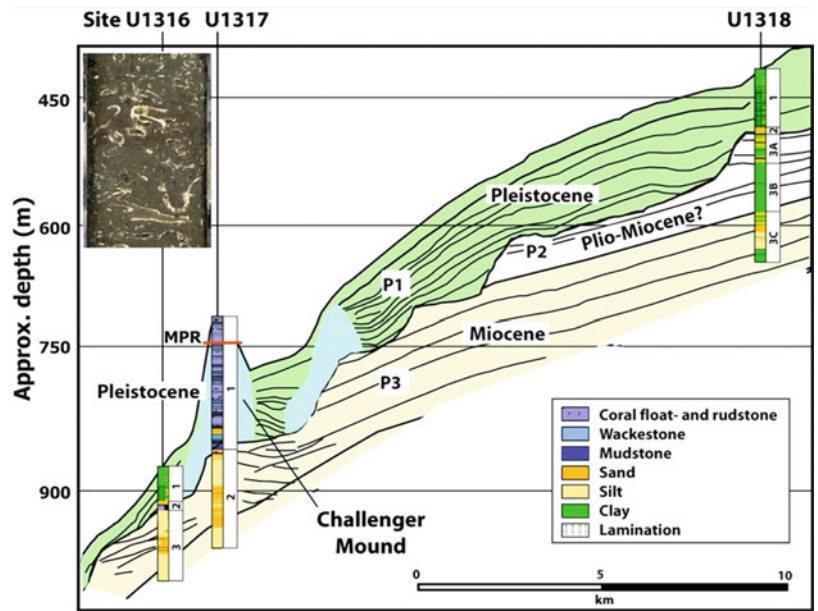 Site U1316 U1317 U1318
450
600
750
900
Approx. depth (m)
Pleistocene
Plio-Miocene?
P2
P1
Miocene
MPR
P3
Pleistocene
Challenger
Mound
1
2
3A
3B
3C
1
2
1
2
3
Coral float- and rudstone
Wackestone
Mudstone
Sand
Silt
Clay
Lamination
0 5 10
km